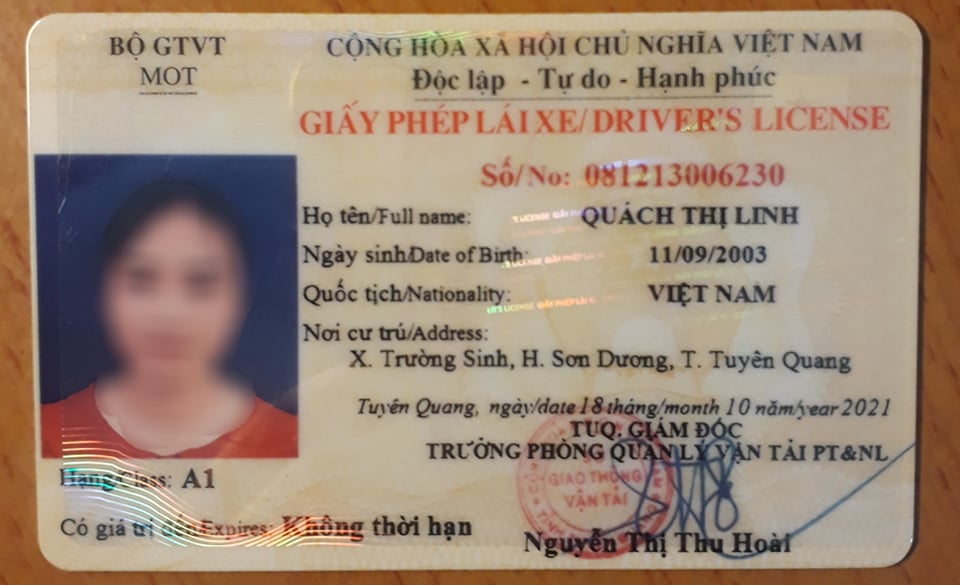 BỘ GTVT
MOT
CỘNG HÒA XÃ HỘI CHỦ NGHĨA VIỆT NAM
Độc lập - Tự do - Hạnh phúc
GIẤY PHÉP LÁI XE/DRIVER'S LICENSE
Số/No: 081213006230
Họ tên/Full name: QUÁCH THỊ LINH
Ngày sinh/Date of Birth: 11/09/2003
Quốc tịch/Nationality: VIỆT NAM
Nơi cư trú/Address:
X. Trường Sinh, H. Sơn Dương, T. Tuyên Quang
Tuyên Quang, ngày/date 18 tháng/month 10 năm/year 2021
TUQ. GIÁM ĐỐC
TRƯỞNG PHÒNG QUẢN LÝ VẬN TẢI PT&NL
GIAO THÔNG
VẬN TẢI
Hạng/Class: A1
Có giá trị đến/Expires: Không thời hạn
Nguyễn Thị Thu Hoài